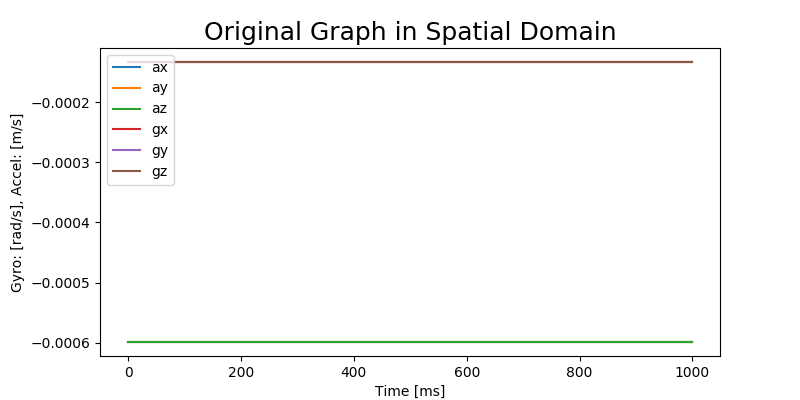 Original Graph in Spatial Domain
ax
ay
az
gx
gy
gz
−0.0002
−0.0003
−0.0004
−0.0005
−0.0006
Gyro: [rad/s], Accel: [m/s]
0 200 400 600 800 1000
Time [ms]